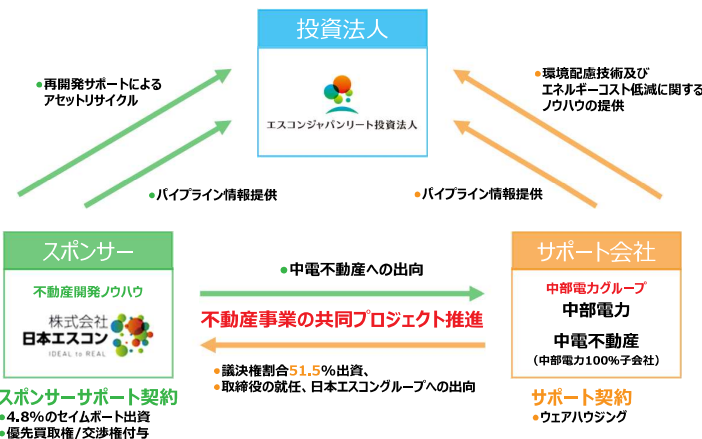 投資法人
エスコンジャパンリート投資法人
●再開発サポートによる
アセットリサイクル
●環境配慮技術及び
エネルギーコスト低減に関する
ノウハウの提供
●パイプライン情報提供
●パイプライン情報提供
スポンサー
不動産開発ノウハウ
株式会社
日本エスコン
IDEAL to REAL
●中電不動産への出向
不動産事業の共同プロジェクト推進
●議決権割合51.5%出資、
●取締役の就任、日本エスコングループへの出向
サポート会社
中部電力グループ
中部電力
中電不動産
(中部電力100%子会社)
スポンサーサポート契約
●4.8%のセイムボート出資
●優先買取権/交渉権付与
サポート契約
●ウェアハウジング